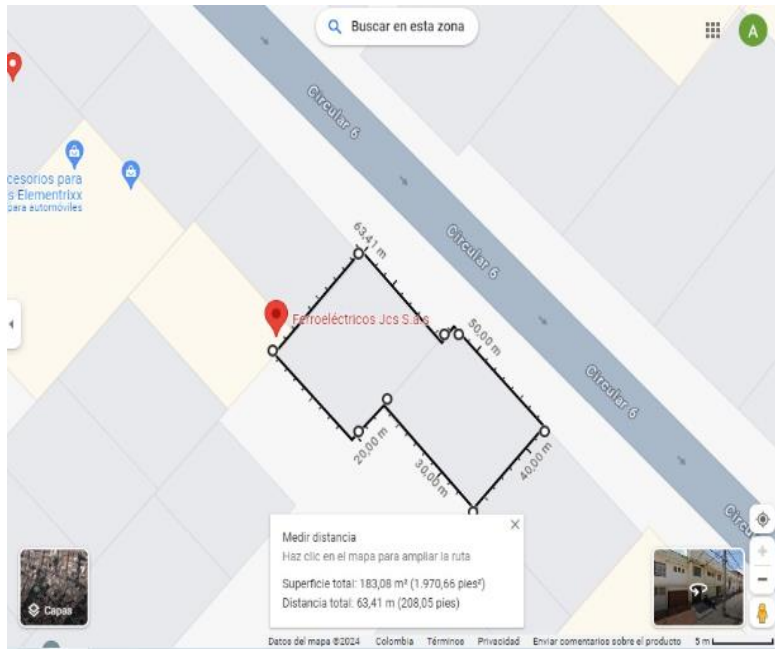 Buscar en esta zona
A
Circular 6
cesorios para
s Elementrixx
para automóviles
63,41 m
Circular 6
Ferroeléctricos Jcs S.a.s
50,00 m
Circular 6
20,00 m
30,00 m
40,00 m
Circu
Medir distancia
Haz clic en el mapa para ampliar la ruta
Superficie total: 183,08 m² (1.970,66 pies²)
Distancia total: 63,41 m (208,05 pies)
Capas
Datos del mapa ©2024 Colombia Términos Privacidad Enviar comentarios sobre el producto 5 m